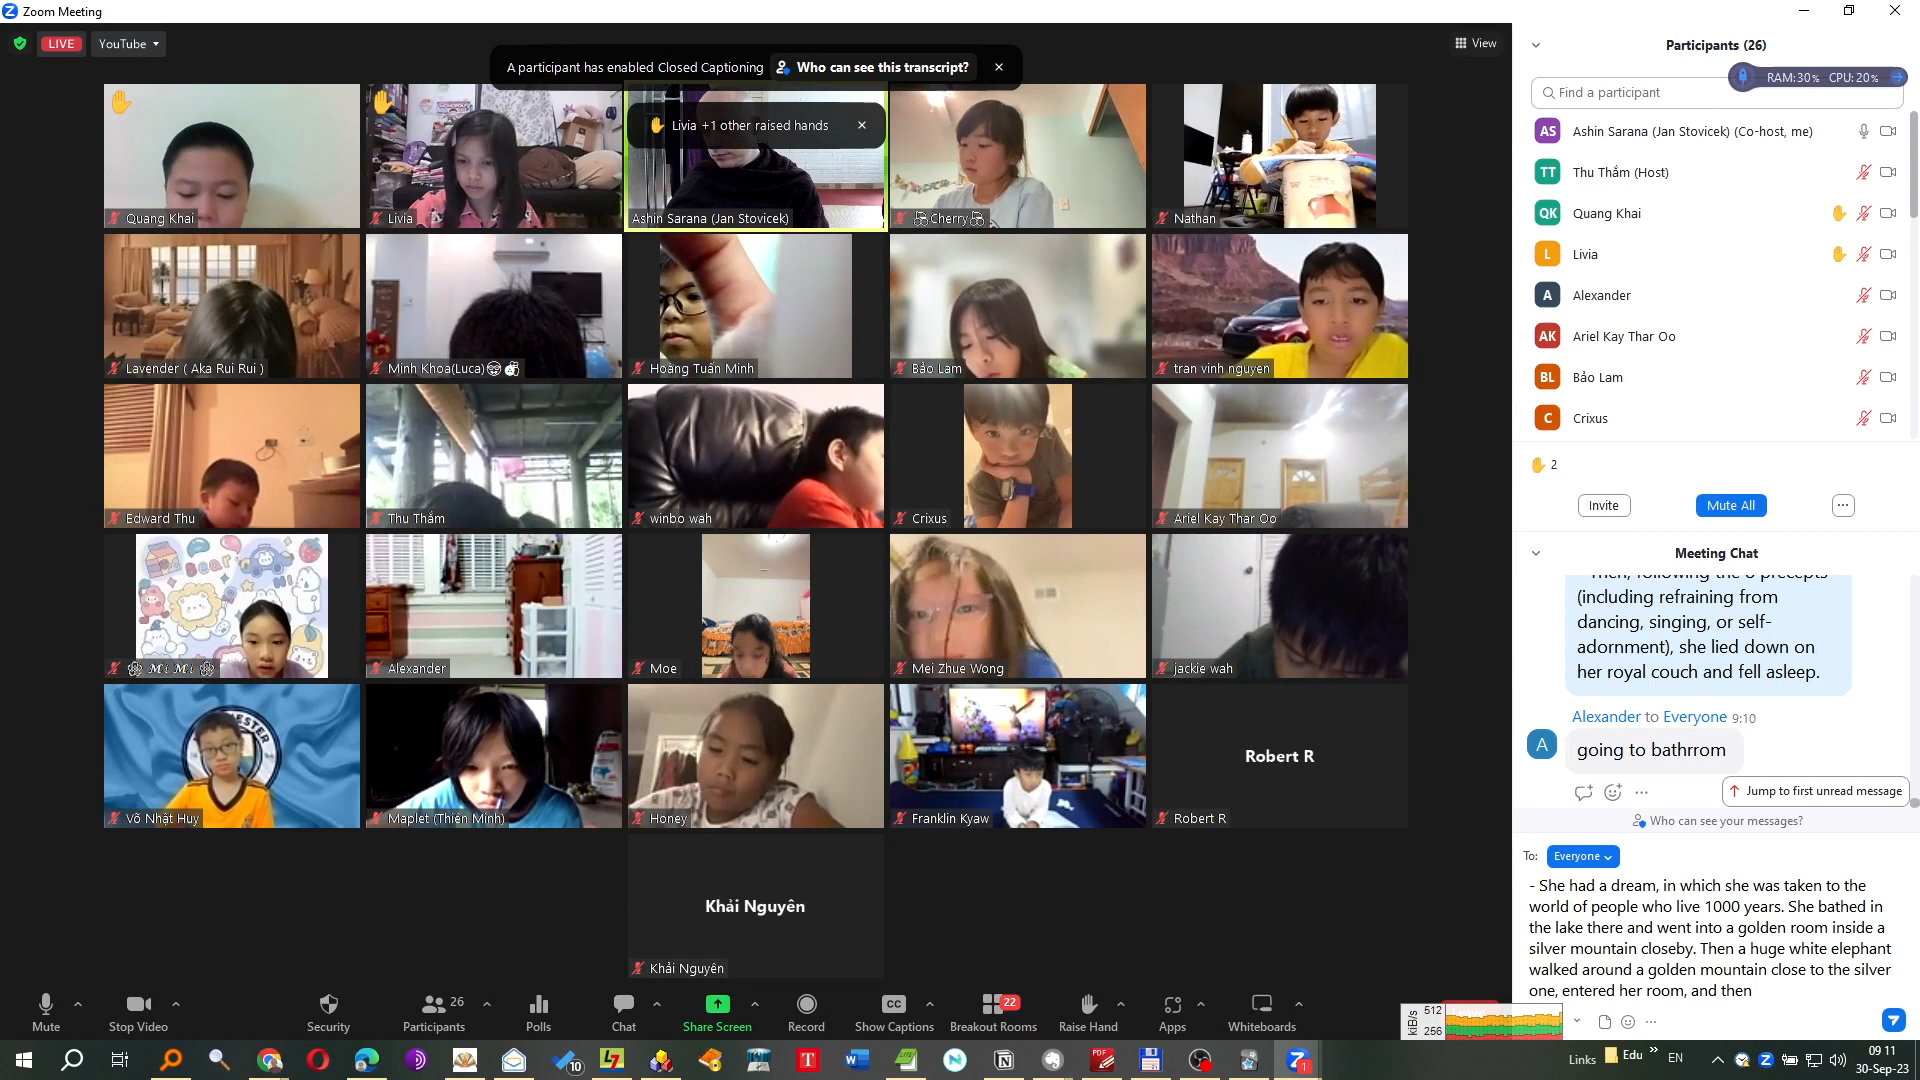 Zoom Meeting
LIVE
YouTube
A participant has enabled Closed Captioning
Who can see this transcript?
View
Livia +1 other raised hands
Quang Khai
Livia
Ashin Sarana (Jan Stovicek)
Cherry
Nathan
Lavender ( Aka Rui Rui )
Minh Khoa(Luca)
Hoàng Tuấn Minh
Bảo Lam
tran vinh nguyen
Edward Thu
Thu Thắm
winbo wah
Crixus
Ariel Kay Thar Oo
Mi Mi
Alexander
Moe
Mei Zhue Wong
jackie wah
Võ Nhật Huy
Maplet (Thiên Minh)
Honey
Franklin Kyaw
Robert R
Robert R
Khải Nguyên
Khải Nguyên
Participants (26)
RAM:30% CPU:20%
Find a participant
AS Ashin Sarana (Jan Stovicek) (Co-host, me)
TT Thu Thắm (Host)
QK Quang Khai
L Livia
A Alexander
AK Ariel Kay Thar Oo
BL Bảo Lam
C Crixus
2
Invite
Mute All
Meeting Chat
(including refraining from
dancing, singing, or self-
adornment), she lied down on
her royal couch and fell asleep.
Alexander to Everyone 9:10
A
going to bathrrom
Jump to first unread message
Who can see your messages?
To: Everyone
- She had a dream, in which she was taken to the
world of people who live 1000 years. She bathed in
the lake there and went into a golden room inside a
silver mountain closeby. Then a huge white elephant
walked around a golden mountain close to the silver
one, entered her room, and then
Mute
Stop Video
Security
26
Participants
Polls
Chat
Share Screen
Record
CC
Show Captions
22
Breakout Rooms
Raise Hand
Apps
Whiteboards
kiB/s
512
256
10
Links
Edu
EN
09 11
30-Sep-23